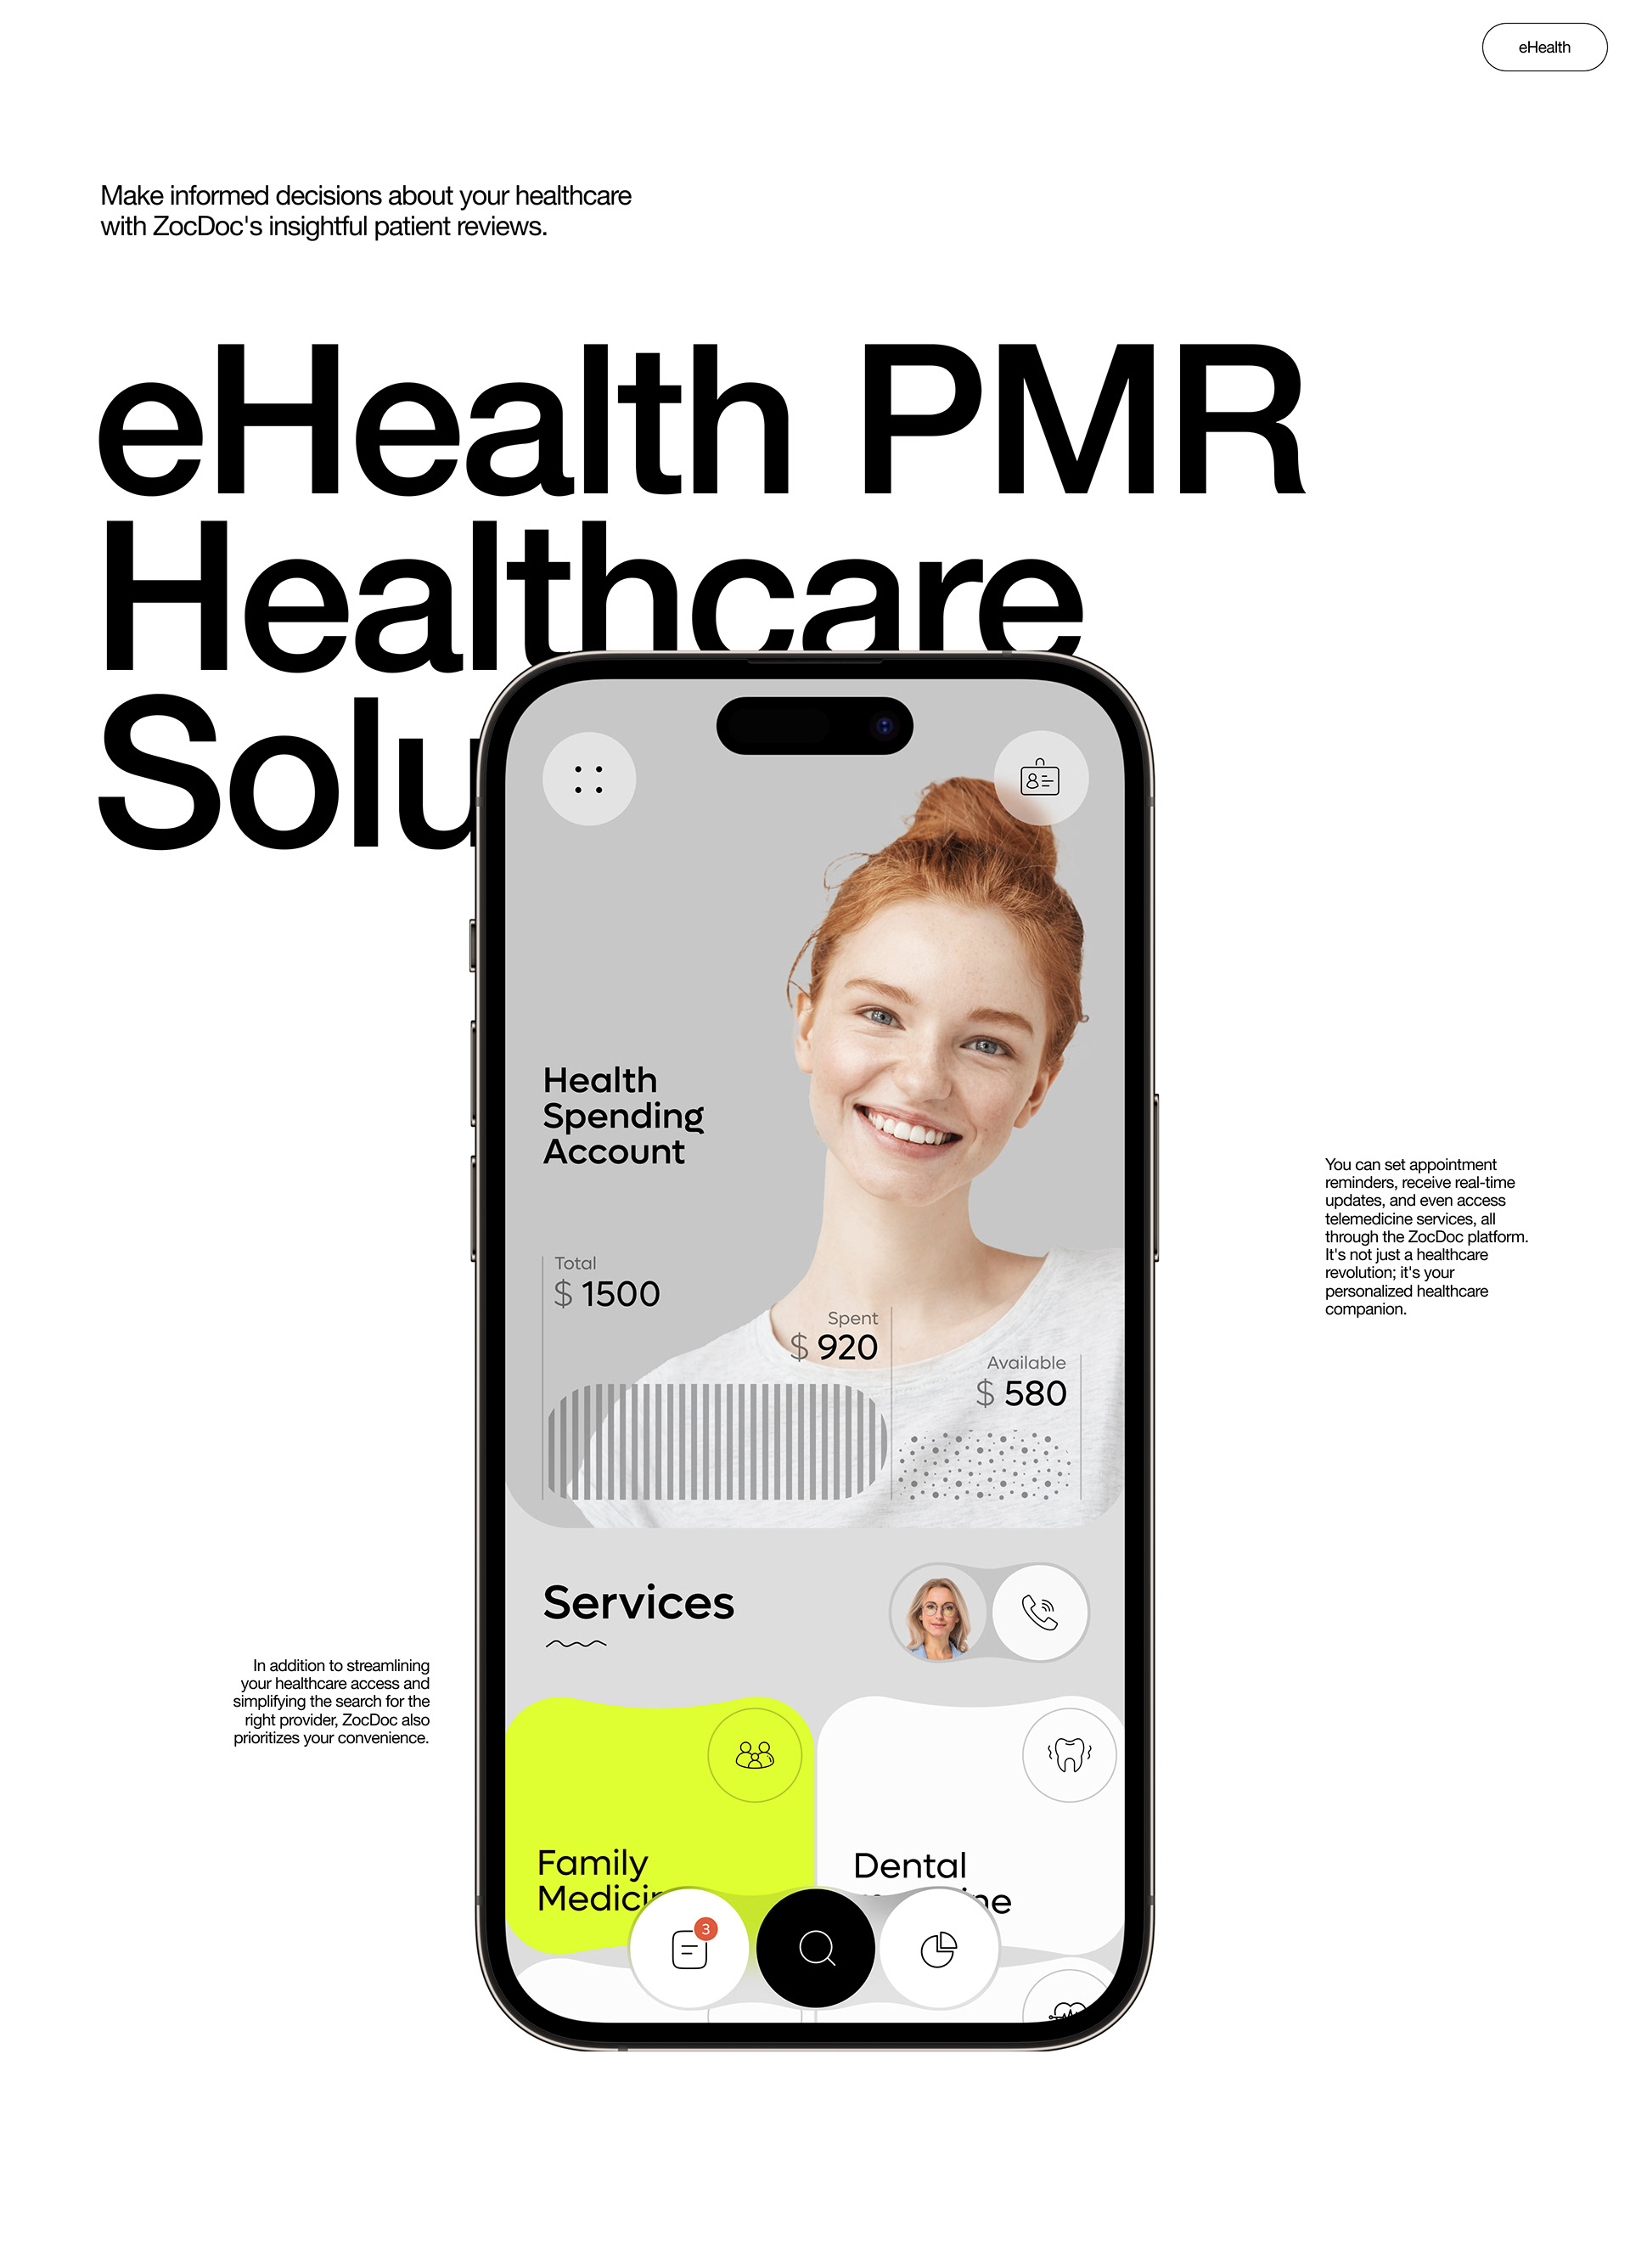 eHealth
Make informed decisions about your healthcare
with ZocDoc's insightful patient reviews.
eHealth PMR
Healthcare
Solu
Health
Spending
Account
Total
$ 1500
Spent
$ 920
Available
$ 580
You can set appointment
reminders, receive real-time
updates, and even access
telemedicine services, all
through the ZocDoc platform.
It's not just a healthcare
revolution; it's your
personalized healthcare
companion.
Services
In addition to streamlining
your healthcare access and
simplifying the search for the
right provider, ZocDoc also
prioritizes your convenience.
Family
Medici
Dental
ne
3